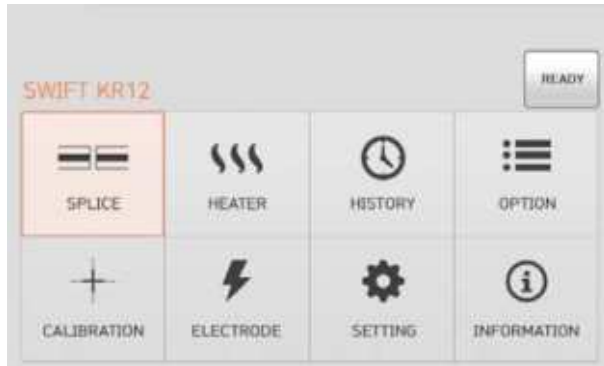 READY
SWIFT KR12
SPLICE HEATER HISTORY OPTION
CALIBRATION ELECTRODE SETTING INFORMATION